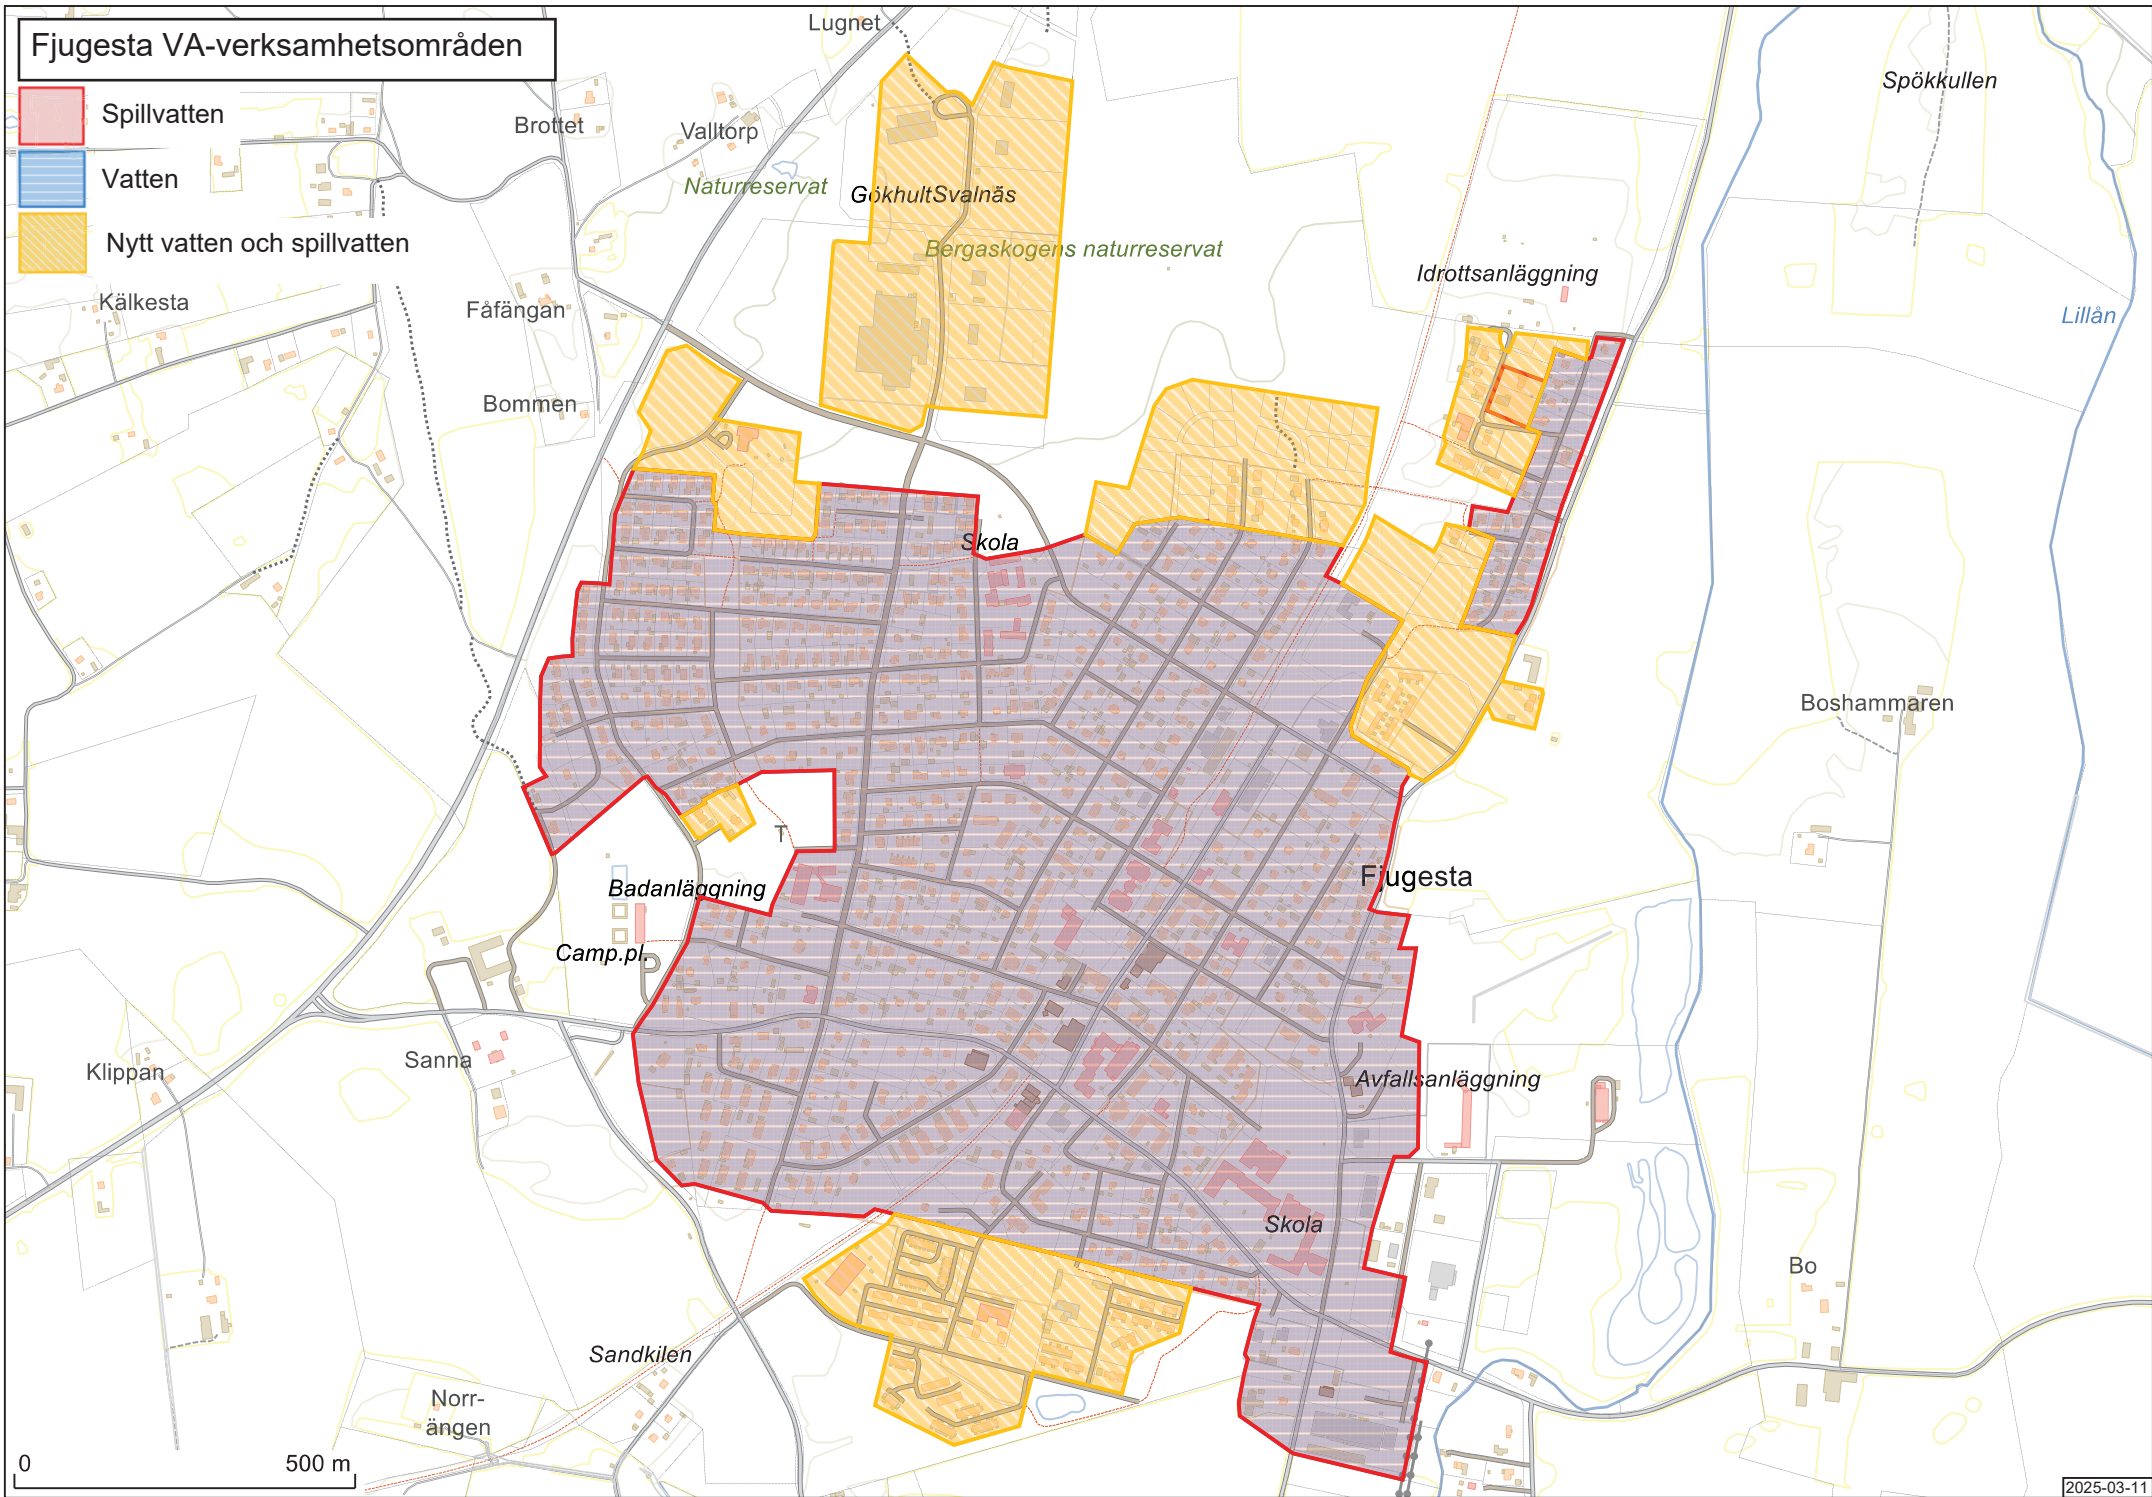 Fjugesta VA-verksamhetsområden
Spillvatten
Vatten
Nytt vatten och spillvatten
Lugnet
Spökkullen
Brottet
Valltorp
Naturreservat
GökhultSvalnäs
Bergaskogens naturreservat
Idrottsanläggning
Kälkesta
Fåfängan
Lillån
Bommen
Skola
Boshammaren
T
Fjugesta
Badanläggning
Camp.pl.
Sanna
Klippan
Avfallsanläggning
Skola
Bo
Sandkilen
Norr-
ängen
0 500 m
2025-03-11